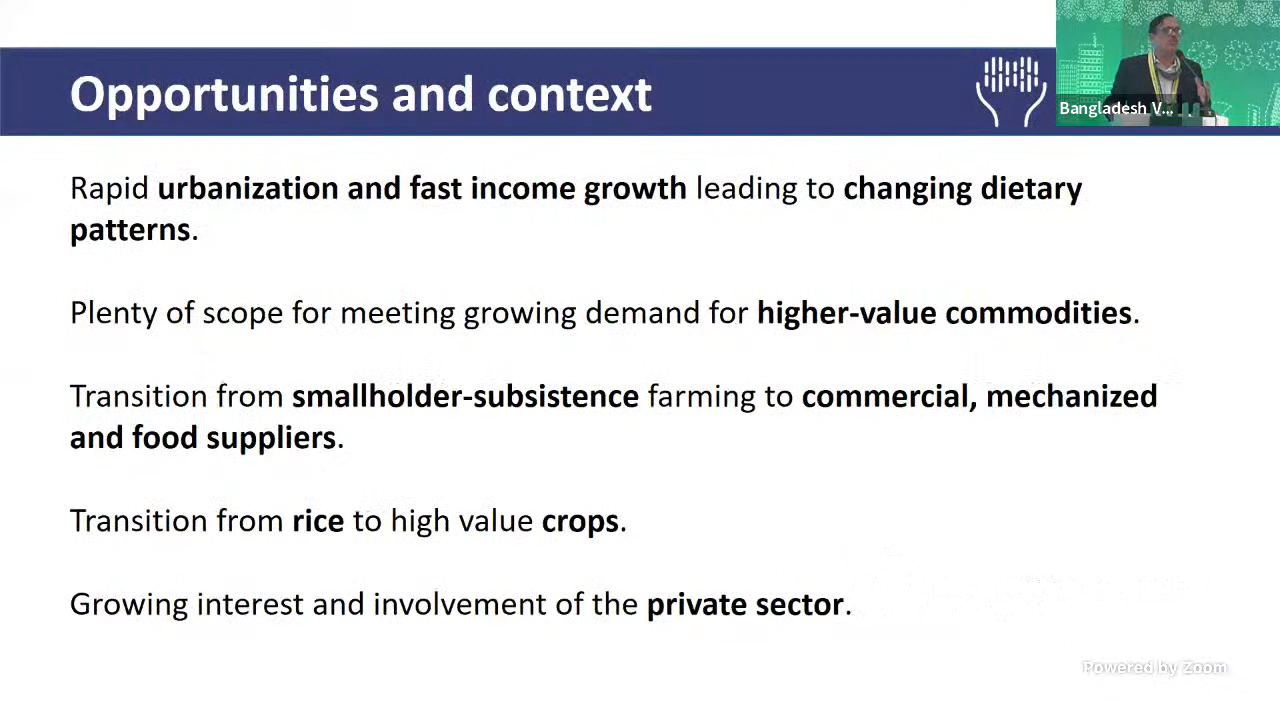 Opportunities and context
Bangladesh V...
Rapid urbanization and fast income growth leading to changing dietary
patterns.
Plenty of scope for meeting growing demand for higher-value commodities.
Transition from smallholder-subsistence farming to commercial, mechanized
and food suppliers.
Transition from rice to high value crops.
Growing interest and involvement of the private sector.
Powered by Zoom